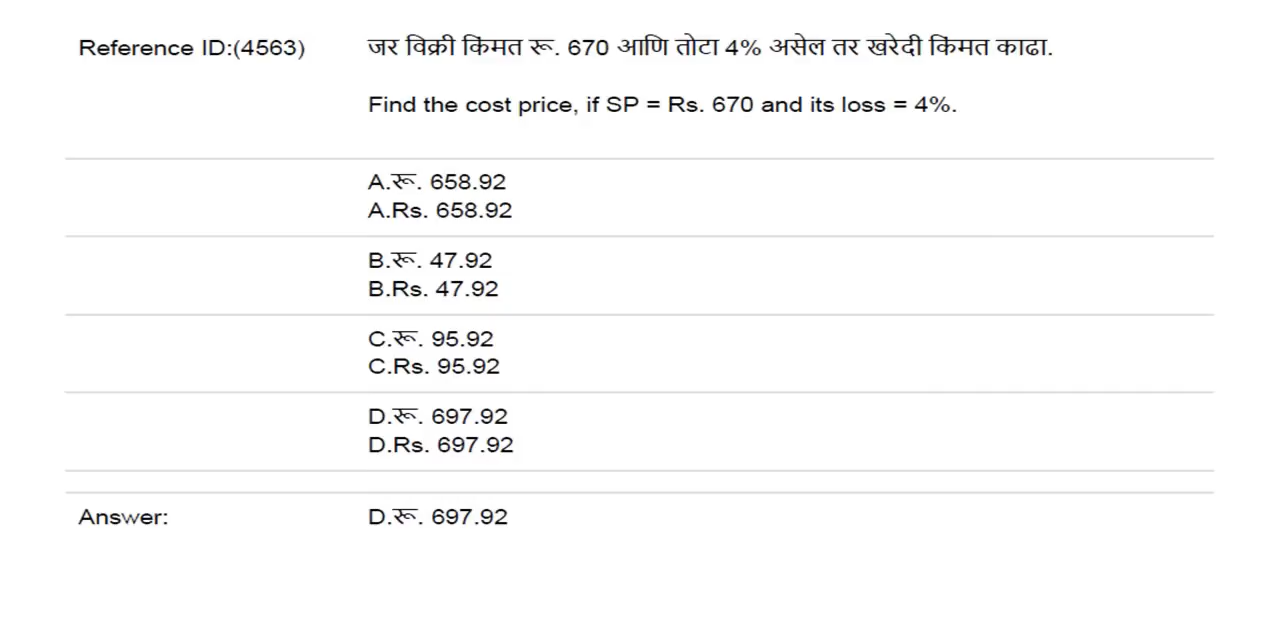 Reference ID:(4563) जर विक्री किंमत रू. 670 आणि तोटा 4% असेल तर खरेदी किंमत काढा.
Find the cost price, if SP = Rs. 670 and its loss = 4%.
A.रू. 658.92
A.Rs. 658.92
B.रू. 47.92
B.Rs. 47.92
C.रू. 95.92
C.Rs. 95.92
D.रू. 697.92
D.Rs. 697.92
Answer: D.रू. 697.92